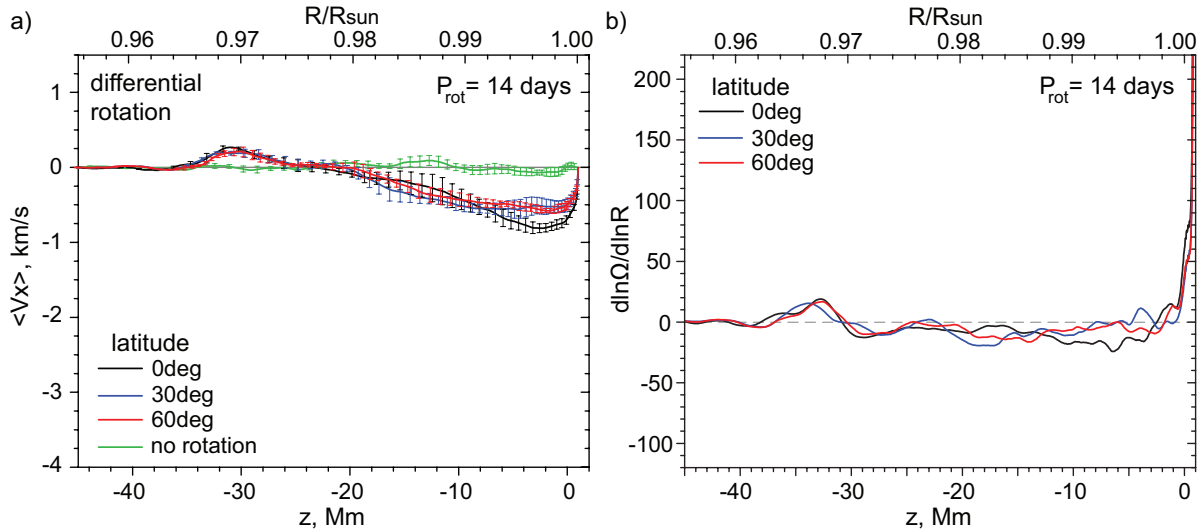 a)
R/Rsun
0.96 0.97 0.98 0.99 1.00
differential
rotation
Prot= 14 days
1
0
-1
-2
-3
-4
<Vx>, km/s
latitude
0deg
30deg
60deg
no rotation
-40 -30 -20 -10 0
z, Mm
b)
R/Rsun
0.96 0.97 0.98 0.99 1.00
latitude
Prot= 14 days
0deg
30deg
60deg
200
150
100
50
0
-50
-100
dlnΩ/dlnR
-40 -30 -20 -10 0
z, Mm